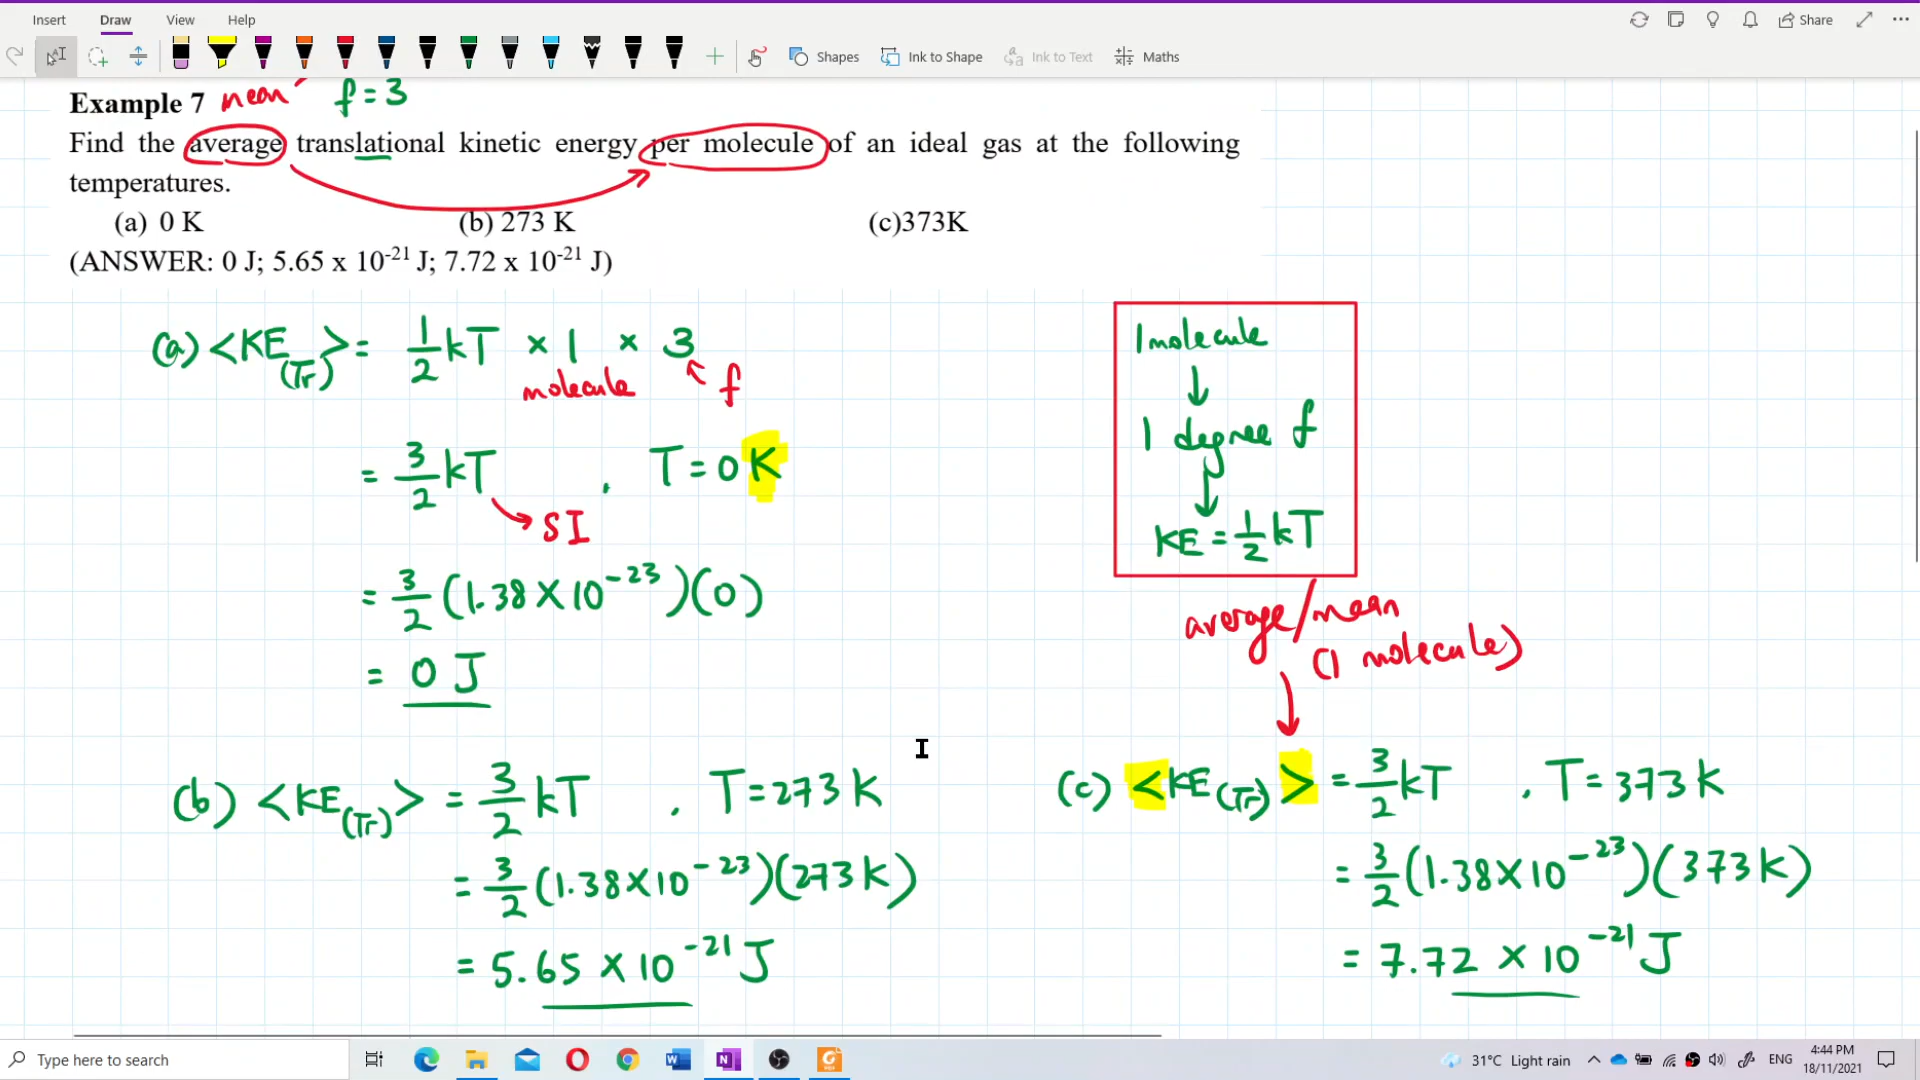 Insert Draw View Help Share
Shapes Ink to Shape Ink to Text Maths
Example 7 mean f = 3
Find the average translational kinetic energy per molecule of an ideal gas at the following
temperatures.
(a) 0 K (b) 273 K (c)373K
(ANSWER: 0 J; 5.65 x 10⁻²¹ J; 7.72 x 10⁻²¹ J)
(a) <KE(Tr)> = 1/2 kT × 1 × 3
molecule f
= 3/2 kT , T = 0 K
SI
= 3/2 (1.38 × 10⁻²³)(0)
= 0 J
1 molecule
1 degree f
KE = 1/2 kT
average/mean
(1 molecule)
(b) <KE(Tr)> = 3/2 kT , T = 273 K
= 3/2 (1.38 × 10⁻²³)(273 K)
= 5.65 × 10⁻²¹ J
(c) <KE(Tr)> = 3/2 kT , T = 373 K
= 3/2 (1.38 × 10⁻²³)(373 K)
= 7.72 × 10⁻²¹ J
Type here to search
31°C Light rain ENG 4:44 PM
18/11/2021